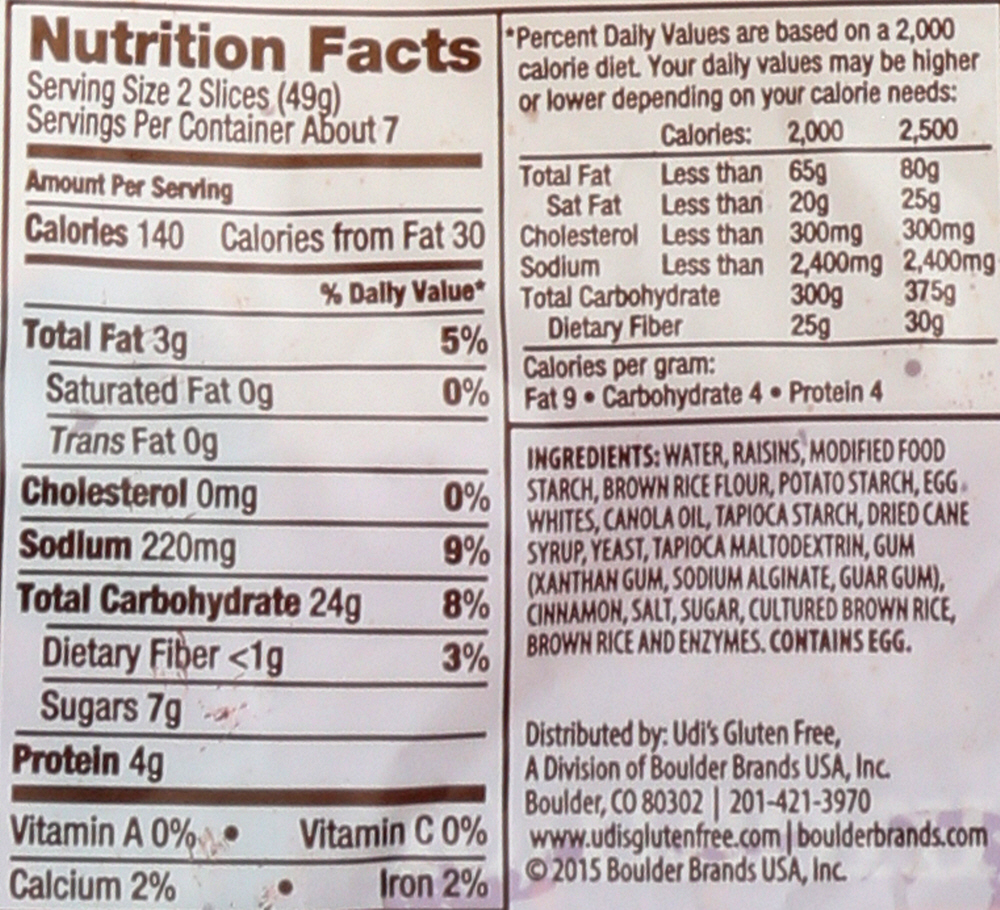 Nutrition Facts
Serving Size 2 Slices (49g)
Servings Per Container About 7
Amount Per Serving
Calories 140 Calories from Fat 30
% Daily Value*
Total Fat 3g 5%
Saturated Fat 0g 0%
Trans Fat 0g
Cholesterol 0mg 0%
Sodium 220mg 9%
Total Carbohydrate 24g 8%
Dietary Fiber <1g 3%
Sugars 7g
Protein 4g
Vitamin A 0% • Vitamin C 0%
Calcium 2% • Iron 2%
*Percent Daily Values are based on a 2,000
calorie diet. Your daily values may be higher
or lower depending on your calorie needs:
Calories: 2,000 2,500
Total Fat Less than 65g 80g
Sat Fat Less than 20g 25g
Cholesterol Less than 300mg 300mg
Sodium Less than 2,400mg 2,400mg
Total Carbohydrate 300g 375g
Dietary Fiber 25g 30g
Calories per gram:
Fat 9 • Carbohydrate 4 • Protein 4
INGREDIENTS: WATER, RAISINS, MODIFIED FOOD
STARCH, BROWN RICE FLOUR, POTATO STARCH, EGG
WHITES, CANOLA OIL, TAPIOCA STARCH, DRIED CANE
SYRUP, YEAST, TAPIOCA MALTODEXTRIN, GUM
(XANTHAN GUM, SODIUM ALGINATE, GUAR GUM),
CINNAMON, SALT, SUGAR, CULTURED BROWN RICE,
BROWN RICE AND ENZYMES. CONTAINS EGG.
Distributed by: Udi's Gluten Free,
A Division of Boulder Brands USA, Inc.
Boulder, CO 80302 | 201-421-3970
www.udisglutenfree.com | boulderbrands.com
© 2015 Boulder Brands USA, Inc.